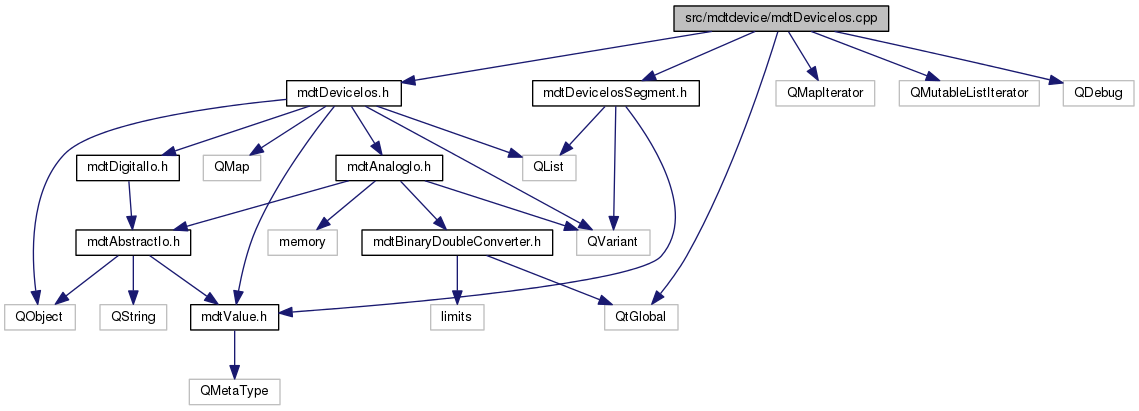 src/mdtdevice/mdtDeviceIos.cpp
mdtDeviceIos.h
mdtDeviceIosSegment.h
QMapIterator
QMutableListIterator
QDebug
mdtDigitalIo.h
QMap
mdtAnalogIo.h
QList
mdtAbstractIo.h
memory
mdtBinaryDoubleConverter.h
QVariant
QObject
QString
mdtValue.h
limits
QtGlobal
QMetaType